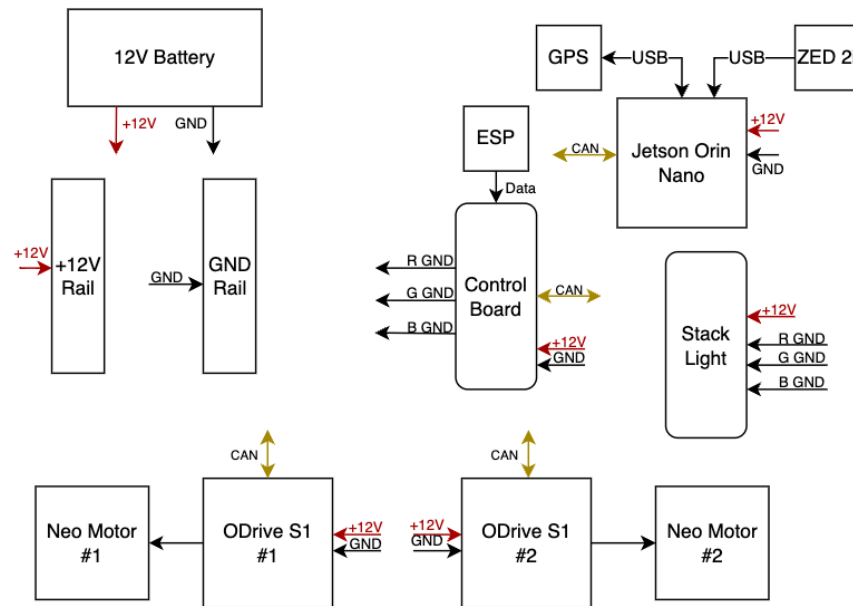 12V Battery
+12V
GND
GPS
USB
USB
ZED 2i
ESP
Data
CAN
Jetson Orin
Nano
+12V
GND
+12V
+12V
Rail
GND
GND
Rail
R GND
G GND
B GND
Control
Board
CAN
+12V
GND
Stack
Light
+12V
R GND
G GND
B GND
CAN
CAN
Neo Motor
#1
ODrive S1
#1
+12V
GND
+12V
GND
ODrive S1
#2
Neo Motor
#2